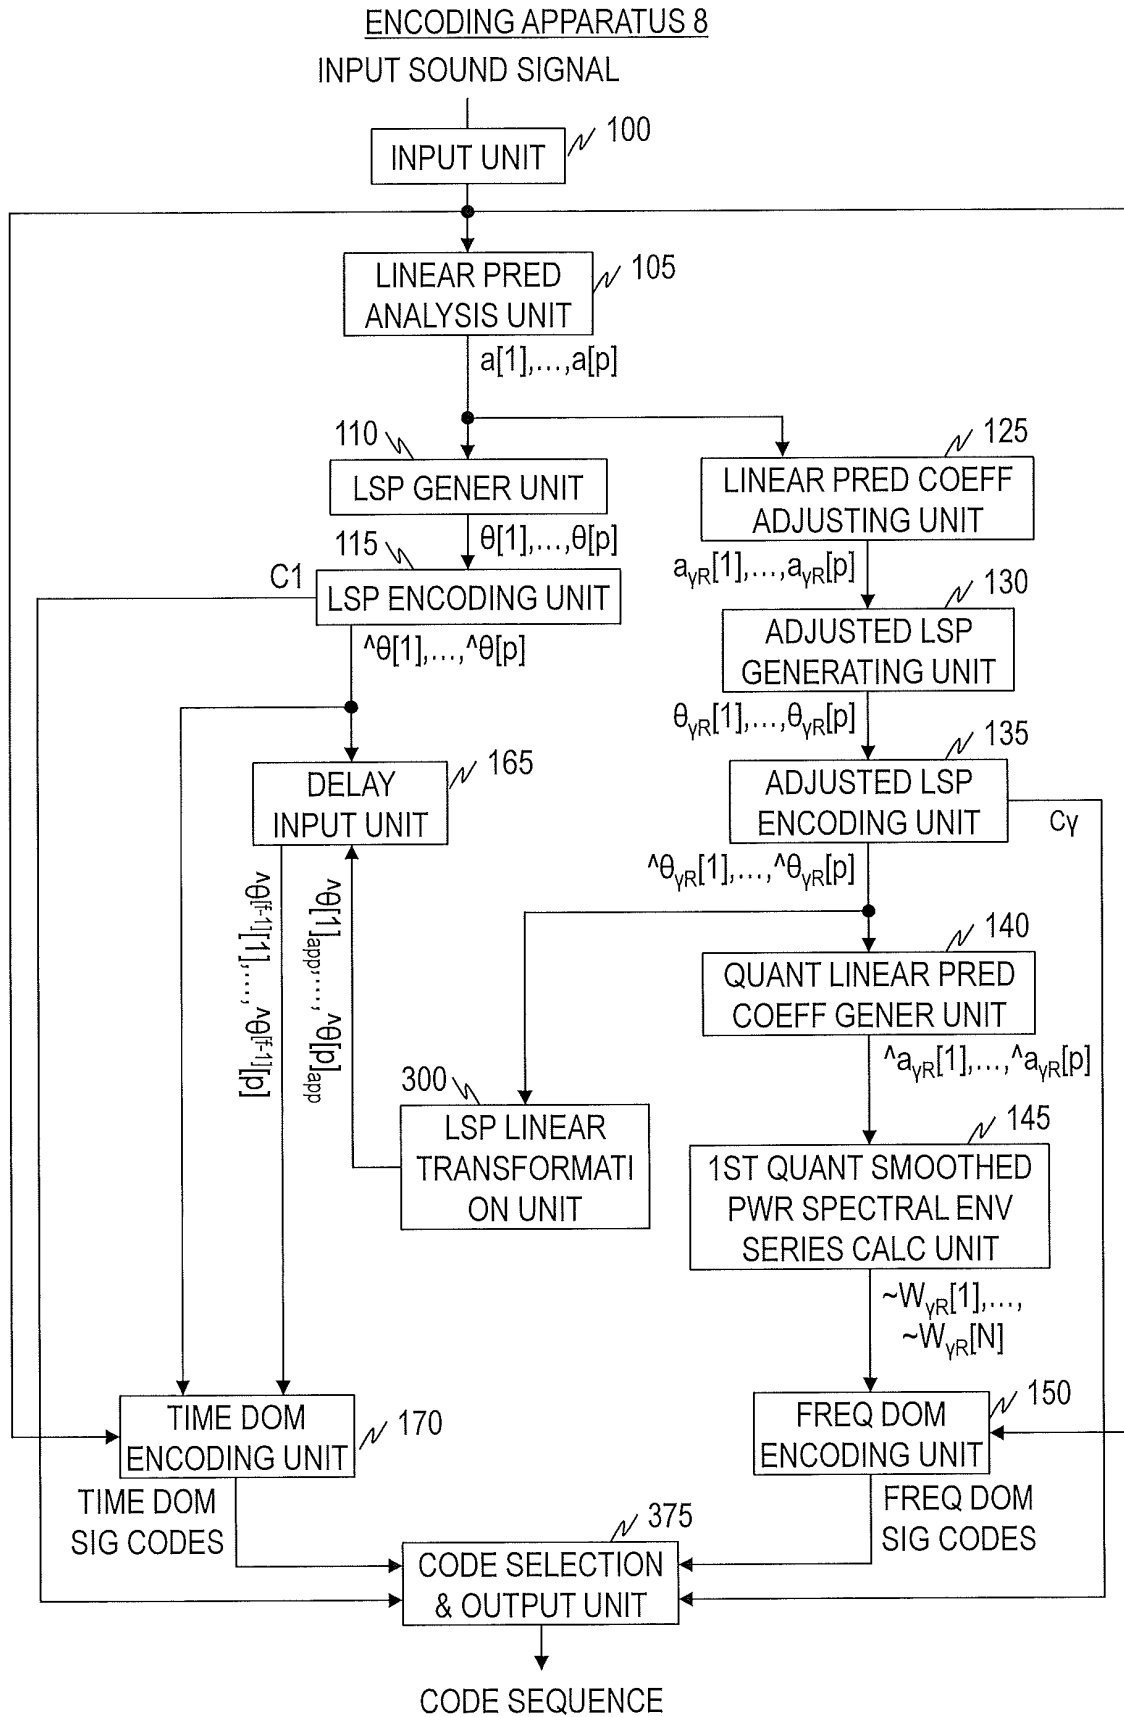 ENCODING APPARATUS 8
INPUT SOUND SIGNAL
100
INPUT UNIT
105
LINEAR PRED
ANALYSIS UNIT
a[1],...,a[p]
110
LSP GENER UNIT
θ[1],...,θ[p]
115
C1
LSP ENCODING UNIT
^θ[1],...,^θ[p]
125
LINEAR PRED COEFF
ADJUSTING UNIT
aγR[1],...,aγR[p]
130
ADJUSTED LSP
GENERATING UNIT
θγR[1],...,θγR[p]
135
ADJUSTED LSP
ENCODING UNIT
Cγ
^θγR[1],...,^θγR[p]
165
DELAY
INPUT UNIT
^θ[f-1][1],...,^θ[f-1][p]
^θ[1]app,...,^θ[p]app
140
QUANT LINEAR PRED
COEFF GENER UNIT
^aγR[1],...,^aγR[p]
300
LSP LINEAR
TRANSFORMATI
ON UNIT
145
1ST QUANT SMOOTHED
PWR SPECTRAL ENV
SERIES CALC UNIT
~WγR[1],...,
~WγR[N]
TIME DOM
ENCODING UNIT
170
150
FREQ DOM
ENCODING UNIT
TIME DOM
SIG CODES
FREQ DOM
SIG CODES
375
CODE SELECTION
& OUTPUT UNIT
CODE SEQUENCE